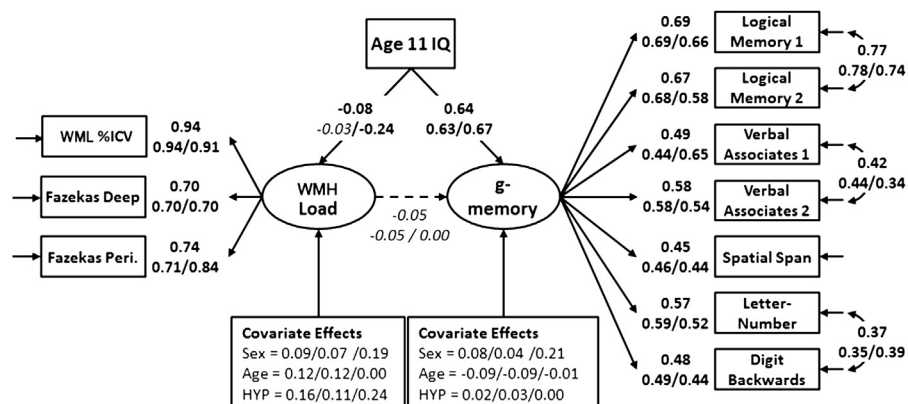 Age 11 IQ
-0.08
-0.03/-0.24
0.64
0.63/0.67
WML %ICV
0.94
0.94/0.91
Fazekas Deep
0.70
0.70/0.70
Fazekas Peri.
0.74
0.71/0.84
WMH
Load
-0.05
-0.05 / 0.00
g-
memory
Covariate Effects
Sex = 0.09/0.07 /0.19
Age = 0.12/0.12/0.00
HYP = 0.16/0.11/0.24
Covariate Effects
Sex = 0.08/0.04 /0.21
Age = -0.09/-0.09/-0.01
HYP = 0.02/0.03/0.00
0.69
0.69/0.66
Logical
Memory 1
0.77
0.78/0.74
0.67
0.68/0.58
Logical
Memory 2
0.49
0.44/0.65
Verbal
Associates 1
0.42
0.44/0.34
0.58
0.58/0.54
Verbal
Associates 2
0.45
0.46/0.44
Spatial Span
0.57
0.59/0.52
Letter-
Number
0.37
0.35/0.39
0.48
0.49/0.44
Digit
Backwards